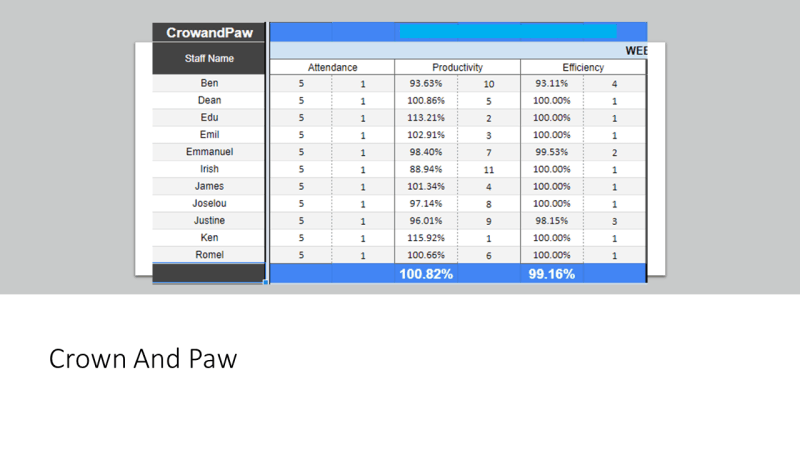 CrowandPaw
WEE
Staff Name
Attendance Productivity Efficiency
Ben 5 1 93.63% 10 93.11% 4
Dean 5 1 100.86% 5 100.00% 1
Edu 5 1 113.21% 2 100.00% 1
Emil 5 1 102.91% 3 100.00% 1
Emmanuel 5 1 98.40% 7 99.53% 2
Irish 5 1 88.94% 11 100.00% 1
James 5 1 101.34% 4 100.00% 1
Joselou 5 1 97.14% 8 100.00% 1
Justine 5 1 96.01% 9 98.15% 3
Ken 5 1 115.92% 1 100.00% 1
Romel 5 1 100.66% 6 100.00% 1
100.82% 99.16%
Crown And Paw